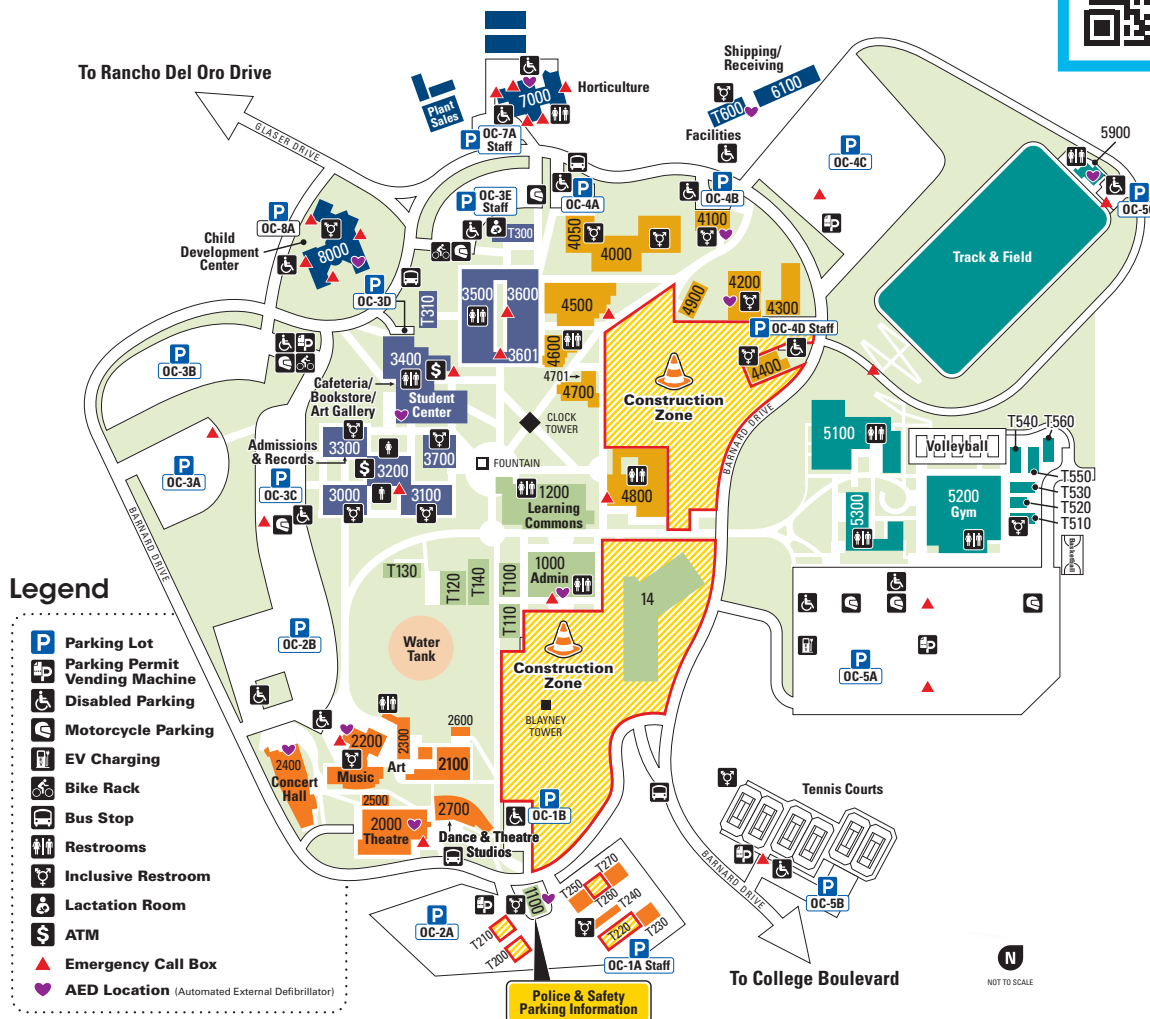 To Rancho Del Oro Drive
GLASER DRIVE
Plant
Sales
7000
Horticulture
OC-7A
Staff
Shipping/
Receiving
T600
6100
Facilities
OC-4C
5900
Track & Field
OC-8A
Child
Development
Center
8000
OC-3E
Staff
T300
OC-4A
OC-4B
4050
4000
4100
OC-3D
T310
3500
3600
3601
4500
4900
4200
4300
OC-4D Staff
4400
OC-3B
3400
Cafeteria/
Bookstore/
Art Gallery
Student
Center
4600
4701
4700
CLOCK
TOWER
Construction
Zone
BARNARD DRIVE
Admissions
& Records
3300
3200
3700
3000
3100
FOUNTAIN
OC-3A
OC-3C
BARNARD DRIVE
1200
Learning
Commons
4800
5100
Volleyball
T540
T560
T550
T530
T520
T510
5300
5200
Gym
Basketball
T130
T120
T140
T100
T110
1000
Admin
14
Water
Tank
Construction
Zone
BLAYNEY
TOWER
OC-2B
OC-5A
2400
Concert
Hall
2200
Music
2300
Art
2600
2100
2500
2000
Theatre
2700
Dance & Theatre
Studios
OC-1B
Tennis Courts
OC-5B
BARNARD DRIVE
To College Boulevard
OC-2A
T210
T200
1100
T250
T270
T260
T240
T220
T230
OC-1A Staff
Police & Safety
Parking Information
N
NOT TO SCALE
Legend
P Parking Lot
Parking Permit
Vending Machine
Disabled Parking
Motorcycle Parking
EV Charging
Bike Rack
Bus Stop
Restrooms
Inclusive Restroom
Lactation Room
$ ATM
Emergency Call Box
AED Location (Automated External Defibrillator)